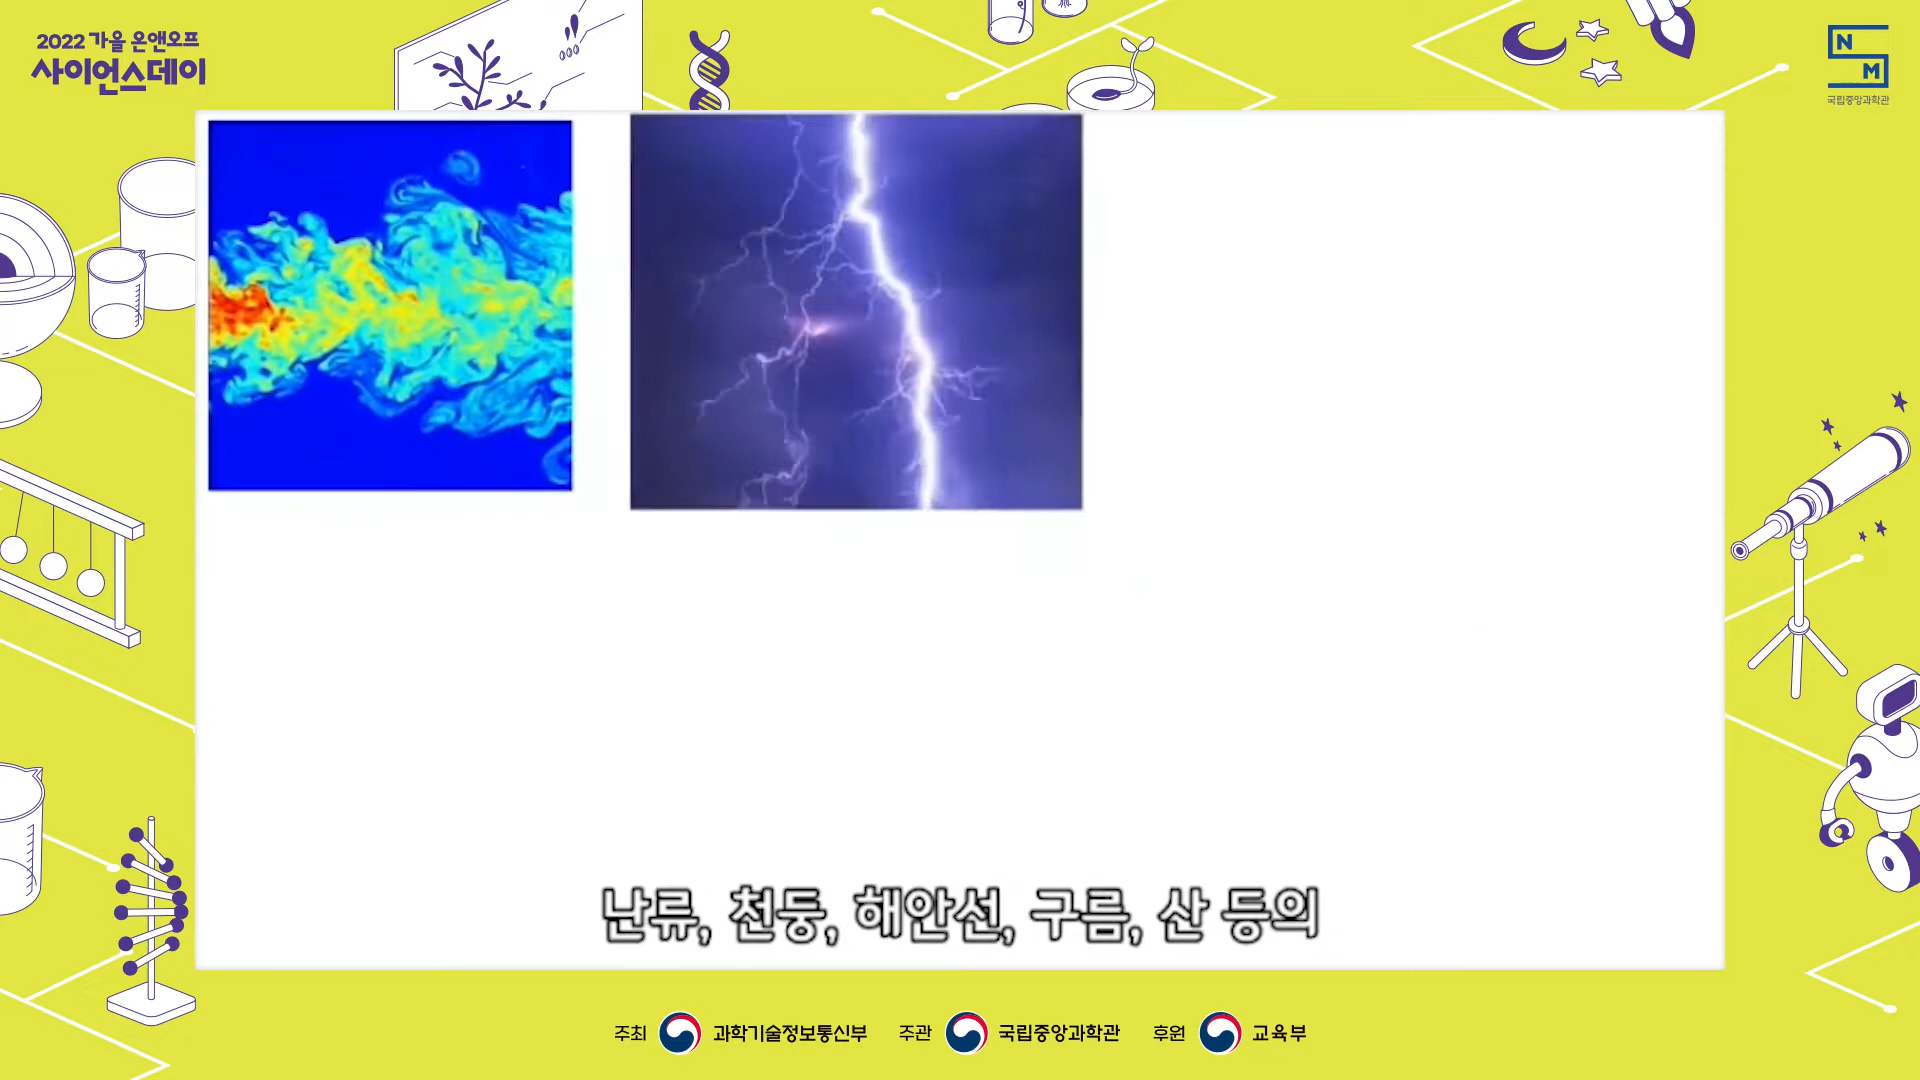 2022 가을 온앤오프
사이언스데이
N
S
M
국립중앙과학관
난류, 천둥, 해안선, 구름, 산 등의
주최 과학기술정보통신부 주관 국립중앙과학관 후원 교육부